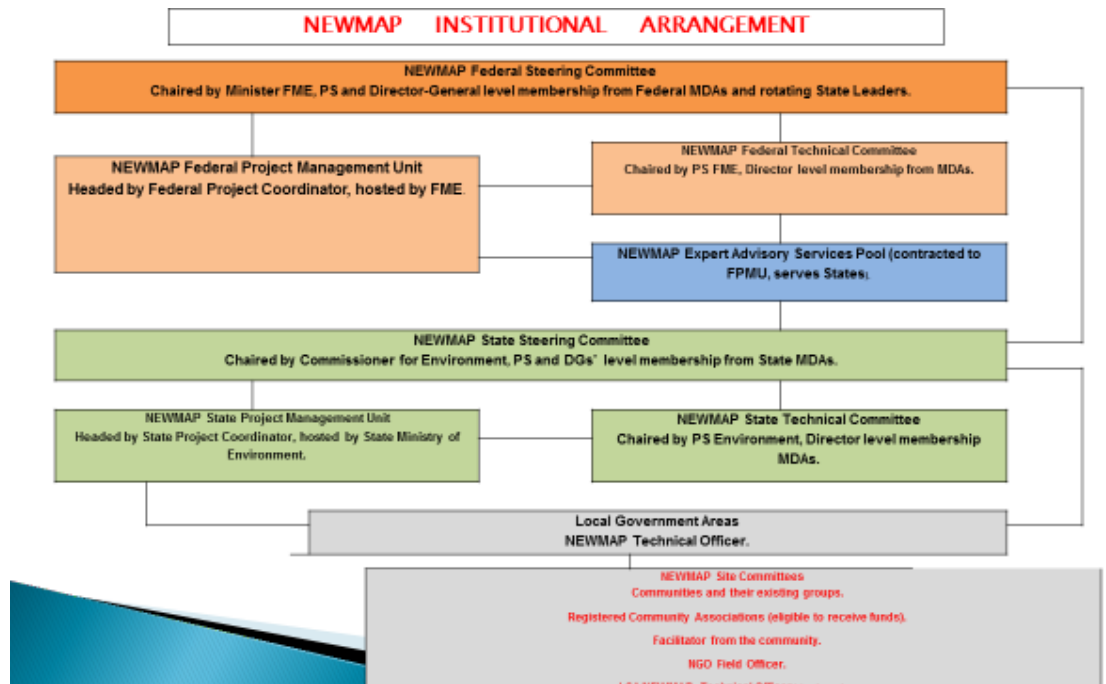 NEWMAP INSTITUTIONAL ARRANGEMENT
NEWMAP Federal Steering Committee
Chaired by Minister FME, PS and Director-General level membership from Federal MDAs and rotating State Leaders.
NEWMAP Federal Project Management Unit
Headed by Federal Project Coordinator, hosted by FME.
NEWMAP Federal Technical Committee
Chaired by PS FME, Director level membership from MDAs.
NEWMAP Expert Advisory Services Pool (contracted to
FPMU, serves States).
NEWMAP State Steering Committee
Chaired by Commissioner for Environment, PS and DGs` level membership from State MDAs.
NEWMAP State Project Management Unit
Headed by State Project Coordinator, hosted by State Ministry of
Environment.
NEWMAP State Technical Committee
Chaired by PS Environment, Director level membership
MDAs.
Local Government Areas
NEWMAP Technical Officer.
NEWMAP Site Committees
Communities and their existing groups.
Registered Community Associations (eligible to receive funds).
Facilitator from the community.
NGO Field Officer.